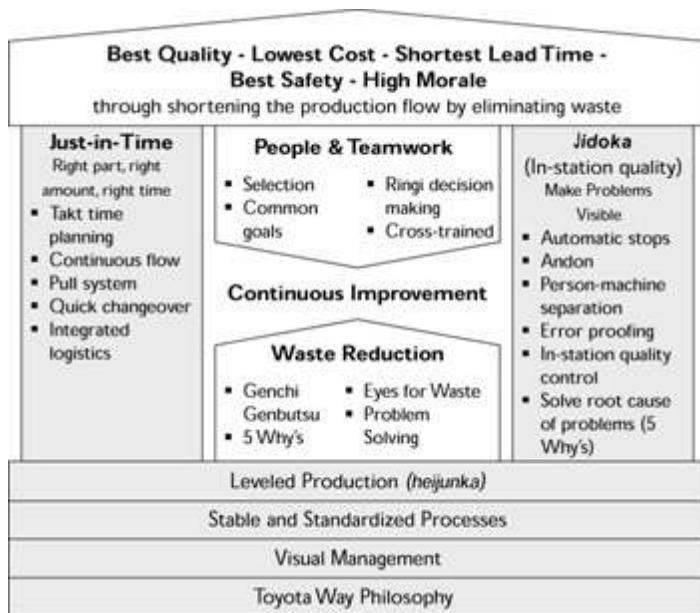 Best Quality - Lowest Cost - Shortest Lead Time -
Best Safety - High Morale
through shortening the production flow by eliminating waste
Just-in-Time
Right part, right
amount, right time
▪ Takt time
planning
▪ Continuous flow
▪ Pull system
▪ Quick changeover
▪ Integrated
logistics
People & Teamwork
▪ Selection
▪ Common
goals
▪ Ringi decision
making
▪ Cross-trained
Continuous Improvement
Waste Reduction
▪ Genchi
Genbutsu
▪ 5 Why's
▪ Eyes for Waste
▪ Problem
Solving
Jidoka
(In-station quality)
Make Problems
Visible
▪ Automatic stops
▪ Andon
▪ Person-machine
separation
▪ Error proofing
▪ In-station quality
control
▪ Solve root cause
of problems (5
Why's)
Leveled Production (heijunka)
Stable and Standardized Processes
Visual Management
Toyota Way Philosophy